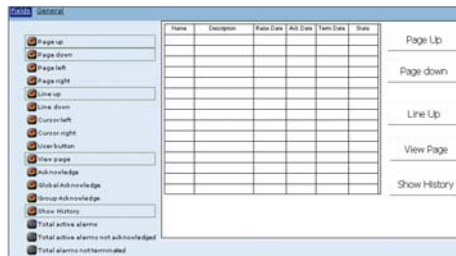 Fields General
Page up
Page down
Page left
Page right
Line up
Line down
Cursor left
Cursor right
User button
View page
Acknowledge
Global Acknowledge
Group Acknowledge
Show History
Total active alarms
Total active alarms not acknowledged
Total alarms not terminated
Name Description Raise Date Ack Date Term Date State
Page Up
Page down
Line Up
View Page
Show History